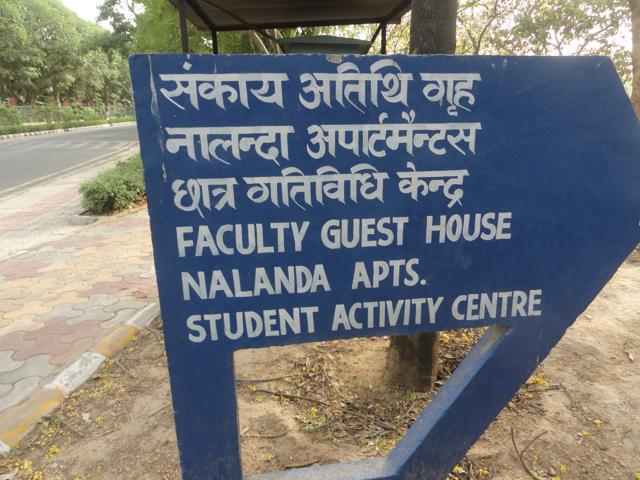 संकाय अतिथि गृह
नालन्दा अपार्टमैन्टस
छात्र गतिविधि केन्द्र
FACULTY GUEST HOUSE
NALANDA APTS.
STUDENT ACTIVITY CENTRE